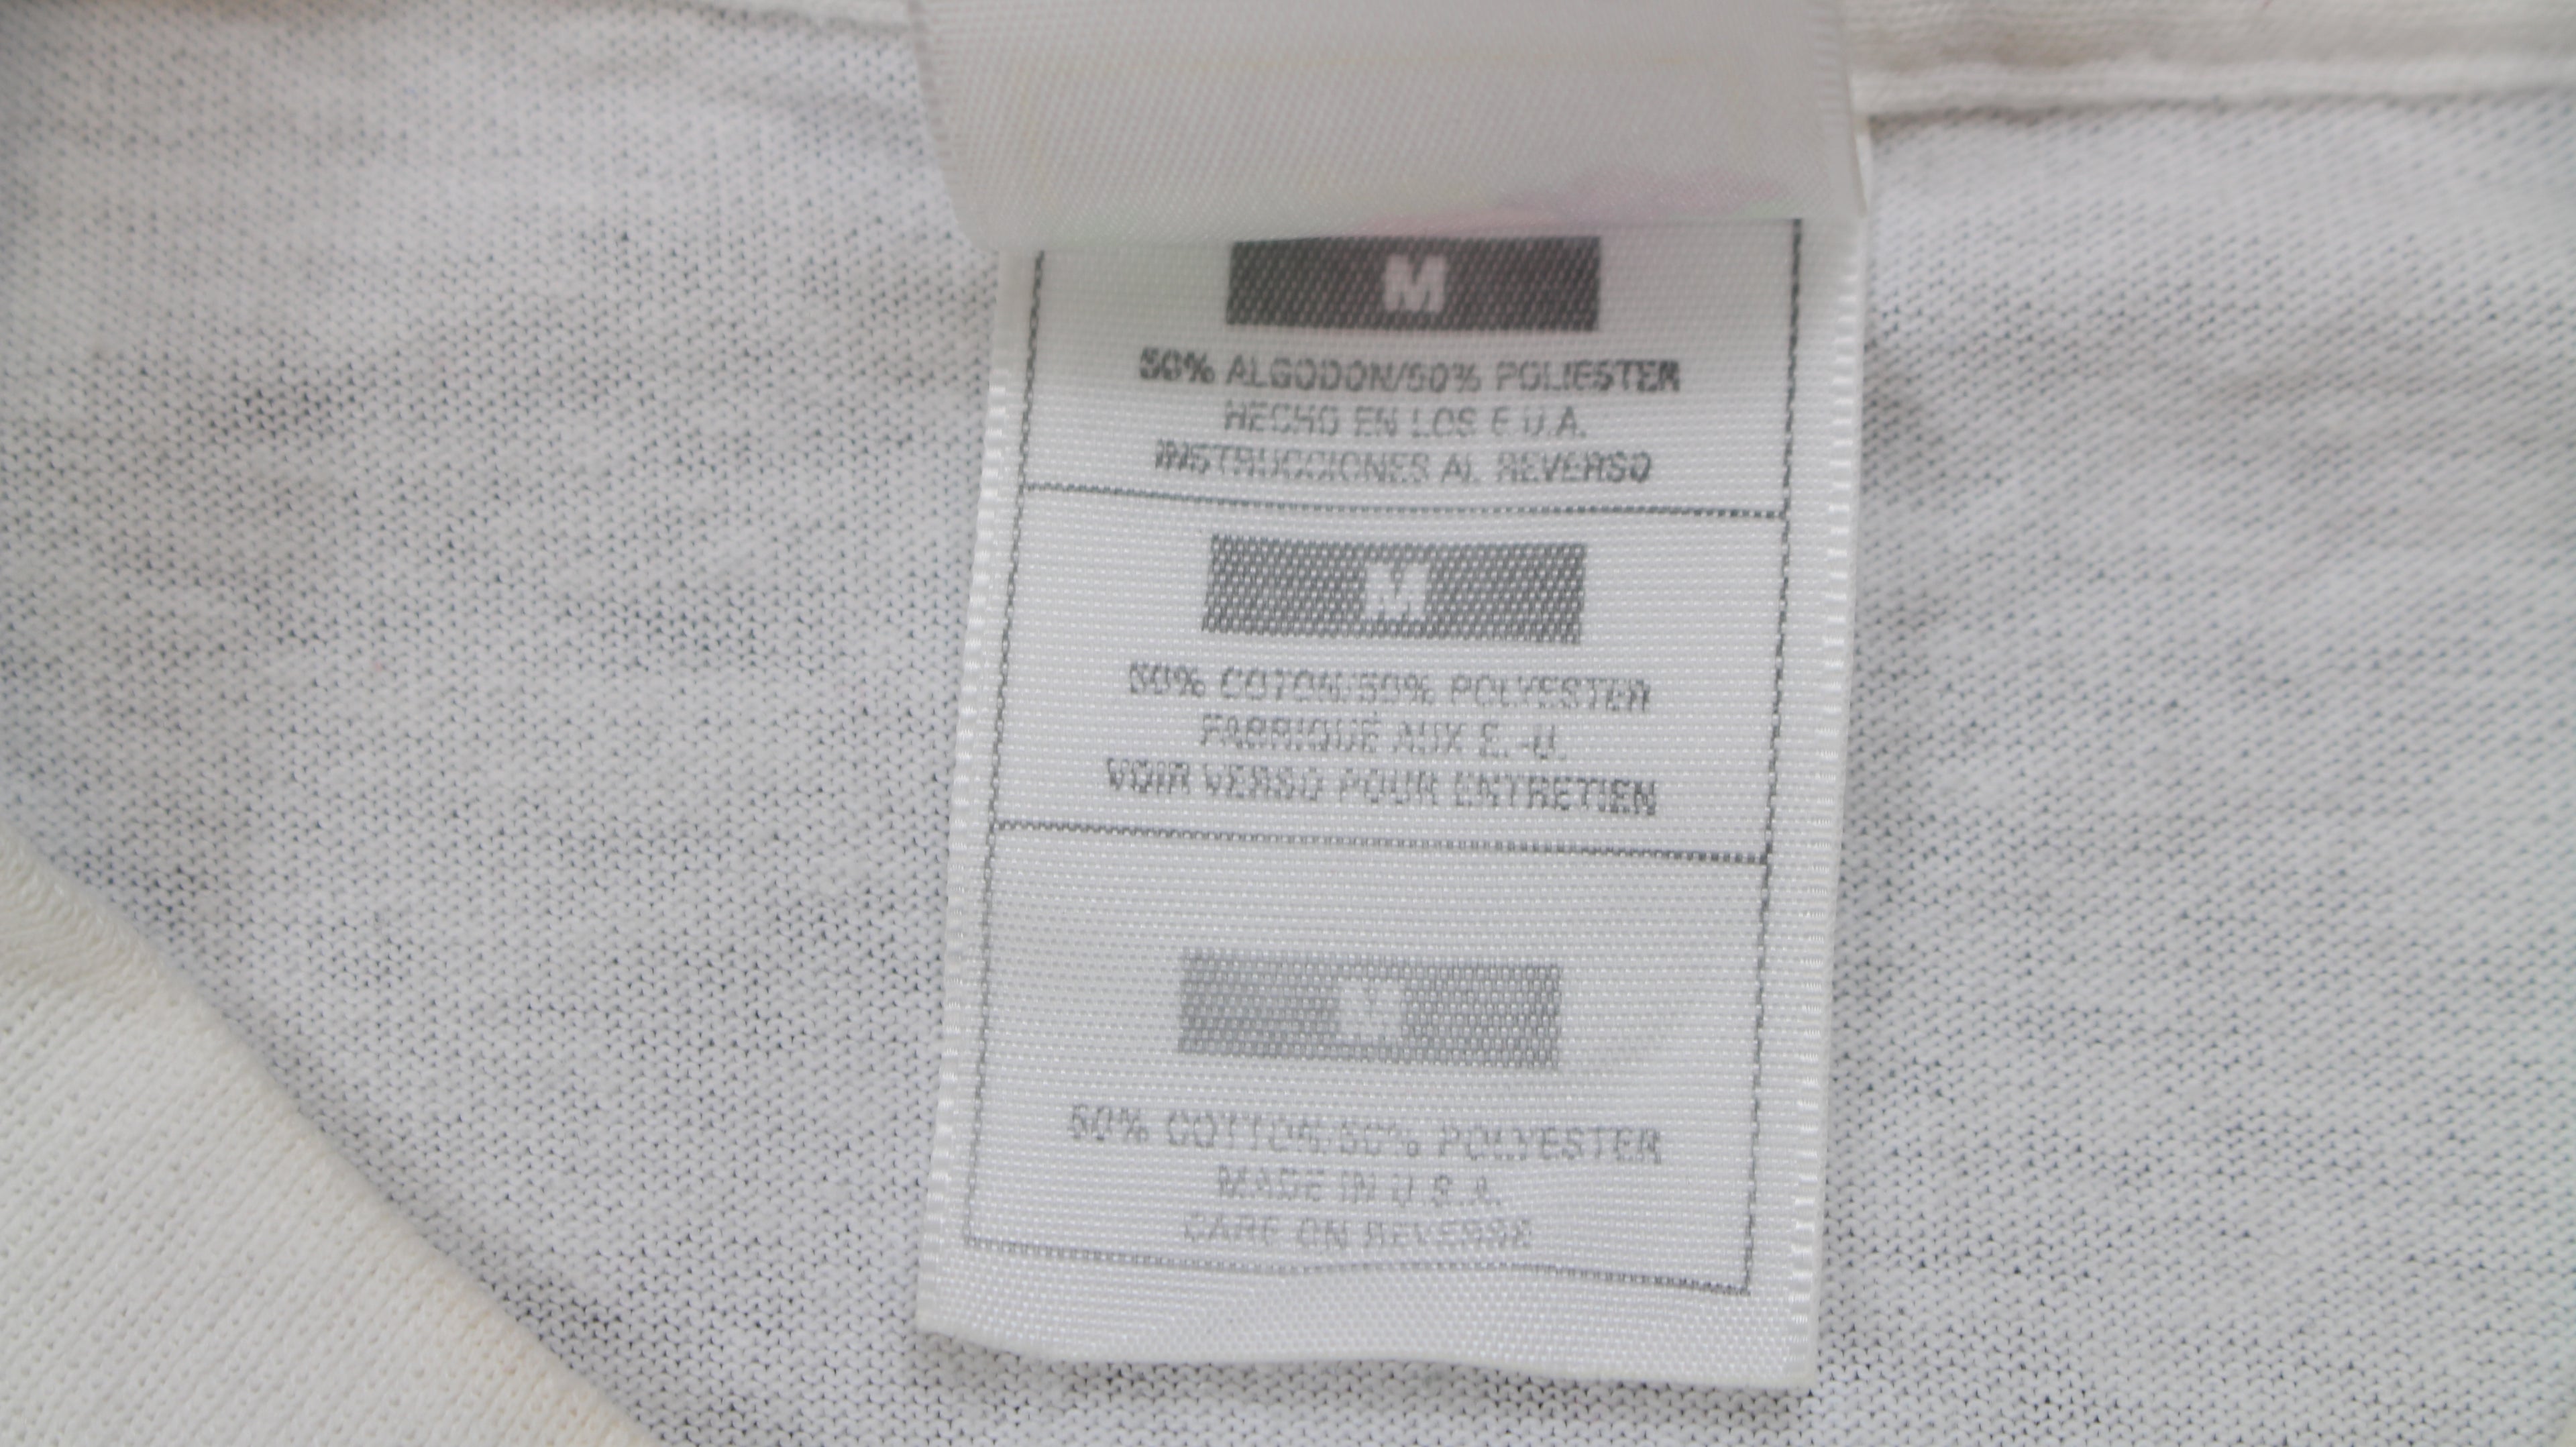 M
50% ALGODON/50% POLIESTER
HECHO EN LOS E.U.A.
INSTRUCCIONES AL REVERSO
M
50% COTON/50% POLYESTER
FABRIQUÉ AUX E.-U.
VOIR VERSO POUR ENTRETIEN
M
50% COTTON/50% POLYESTER
MADE IN U.S.A.
CARE ON REVERSE